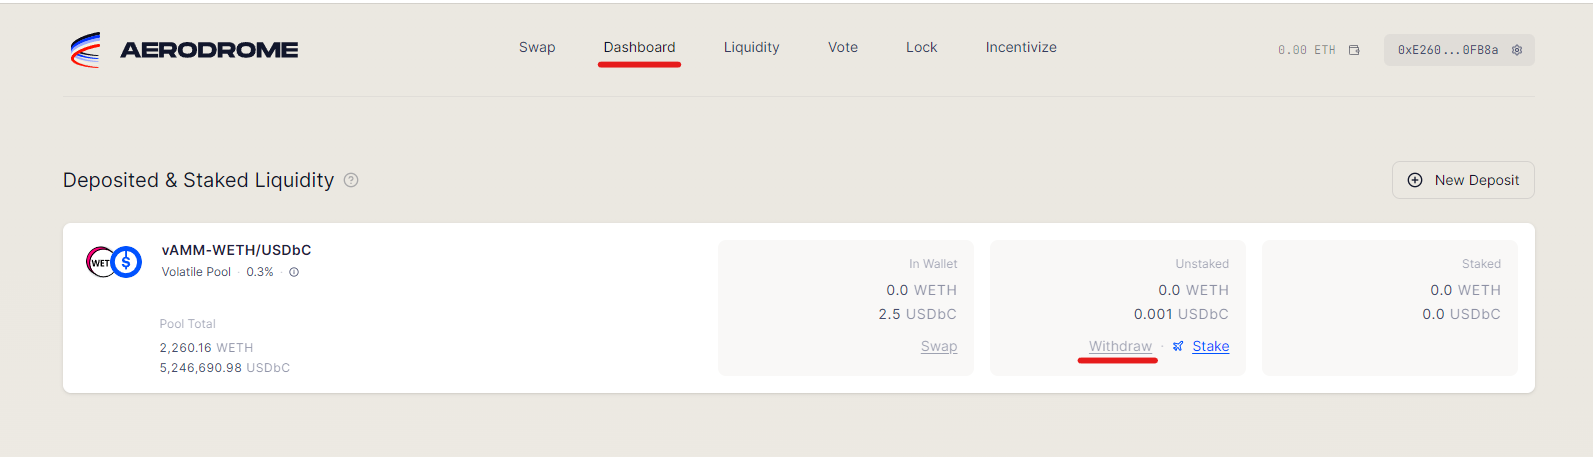 AERODROME
Swap Dashboard Liquidity Vote Lock Incentivize
0.00 ETH 0xE260...0FB8a
Deposited & Staked Liquidity
New Deposit
WET
vAMM-WETH/USDbC
Volatile Pool · 0.3% ·
Pool Total
2,260.16 WETH
5,246,690.98 USDbC
In Wallet
0.0 WETH
2.5 USDbC
Swap
Unstaked
0.0 WETH
0.001 USDbC
Withdraw · Stake
Staked
0.0 WETH
0.0 USDbC